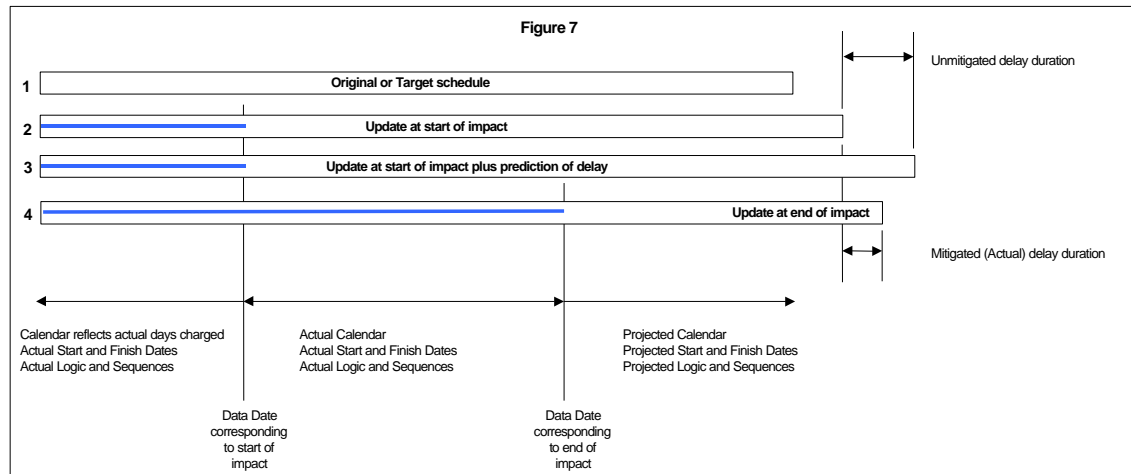 Figure 7
Unmitigated delay duration
1
Original or Target schedule
2
Update at start of impact
3
Update at start of impact plus prediction of delay
4
Update at end of impact
Mitigated (Actual) delay duration
Calendar reflects actual days charged
Actual Start and Finish Dates
Actual Logic and Sequences
Actual Calendar
Actual Start and Finish Dates
Actual Logic and Sequences
Projected Calendar
Projected Start and Finish Dates
Projected Logic and Sequences
Data Date
corresponding
to start of
impact
Data Date
corresponding
to end of
impact